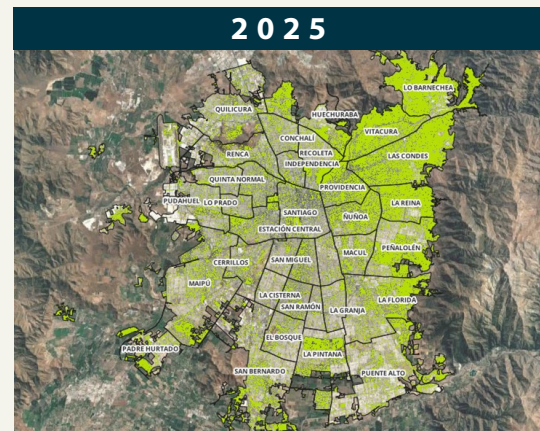 2025
LO BARNECHEA
QUILICURA
HUECHURABA
VITACURA
CONCHALÍ
RENCA
RECOLETA
LAS CONDES
INDEPENDENCIA
QUINTA NORMAL
PROVIDENCIA
PUDAHUEL
LO PRADO
LA REINA
SANTIAGO
ÑUÑOA
ESTACIÓN CENTRAL
PEÑALOLÉN
MACUL
CERRILLOS
SAN MIGUEL
MAIPÚ
LA CISTERNA
LA FLORIDA
SAN RAMÓN
LA GRANJA
EL BOSQUE
PADRE HURTADO
LA PINTANA
SAN BERNARDO
PUENTE ALTO